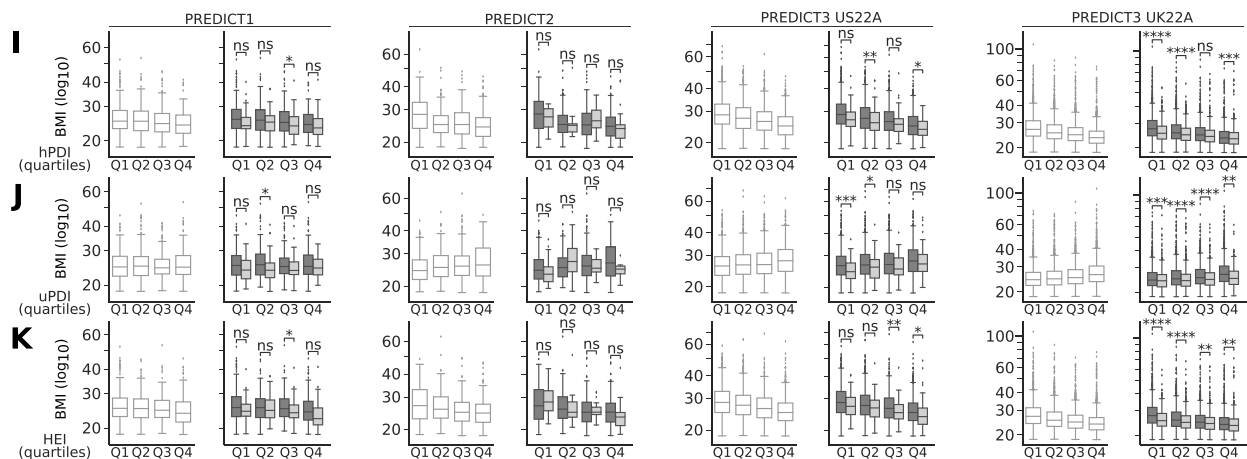 PREDICT1 PREDICT2 PREDICT3 US22A PREDICT3 UK22A
I
BMI (log10)
60 30 20
60 30 20
60 40 30 20
100 60 40 30 20
ns ns * ns
ns ns ns ns
ns ** ns *
**** **** ns ***
hPDI
(quartiles)
Q1 Q2 Q3 Q4 Q1 Q2 Q3 Q4 Q1 Q2 Q3 Q4 Q1 Q2 Q3 Q4 Q1 Q2 Q3 Q4 Q1 Q2 Q3 Q4 Q1 Q2 Q3 Q4 Q1 Q2 Q3 Q4
J
BMI (log10)
60 30 20
60 30 20
60 40 30 20
100 60 40 30 20
ns * ns ns
ns ns ns ns
*** * ns ns
*** **** **** **
uPDI
(quartiles)
Q1 Q2 Q3 Q4 Q1 Q2 Q3 Q4 Q1 Q2 Q3 Q4 Q1 Q2 Q3 Q4 Q1 Q2 Q3 Q4 Q1 Q2 Q3 Q4 Q1 Q2 Q3 Q4 Q1 Q2 Q3 Q4
K
BMI (log10)
60 30 20
60 40 30 20
60 40 30 20
100 60 40 30 20
ns ns * ns
ns ns ns ns
ns ns ** *
**** **** ** **
HEI
(quartiles)
Q1 Q2 Q3 Q4 Q1 Q2 Q3 Q4 Q1 Q2 Q3 Q4 Q1 Q2 Q3 Q4 Q1 Q2 Q3 Q4 Q1 Q2 Q3 Q4 Q1 Q2 Q3 Q4 Q1 Q2 Q3 Q4